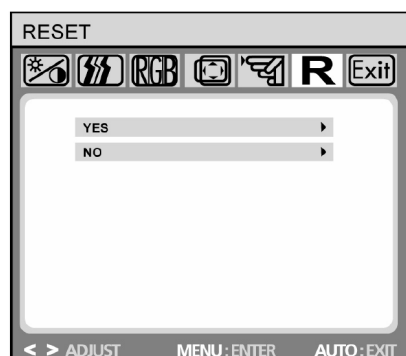 RESET
RGB R Exit
YES
NO
< > ADJUST MENU : ENTER AUTO : EXIT